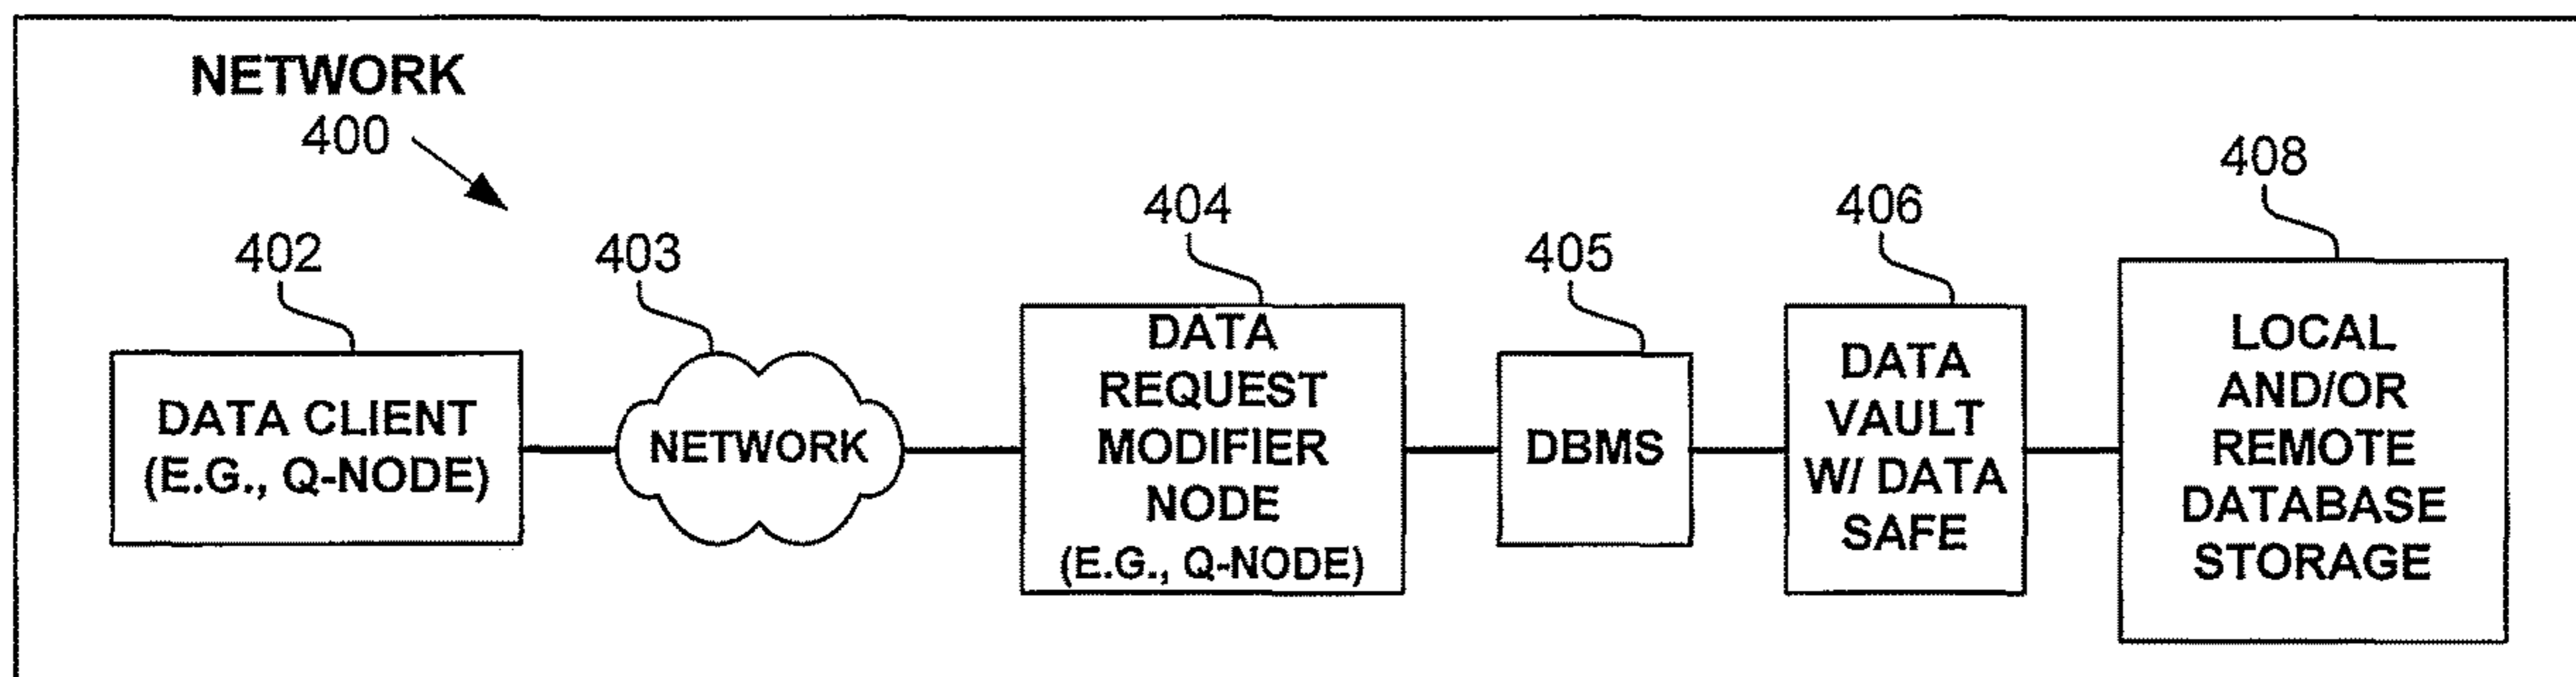 NETWORK
400
402
403
404
405
406
408
DATA CLIENT
(E.G., Q-NODE)
NETWORK
DATA
REQUEST
MODIFIER
NODE
(E.G., Q-NODE)
DBMS
DATA
VAULT
W/ DATA
SAFE
LOCAL
AND/OR
REMOTE
DATABASE
STORAGE